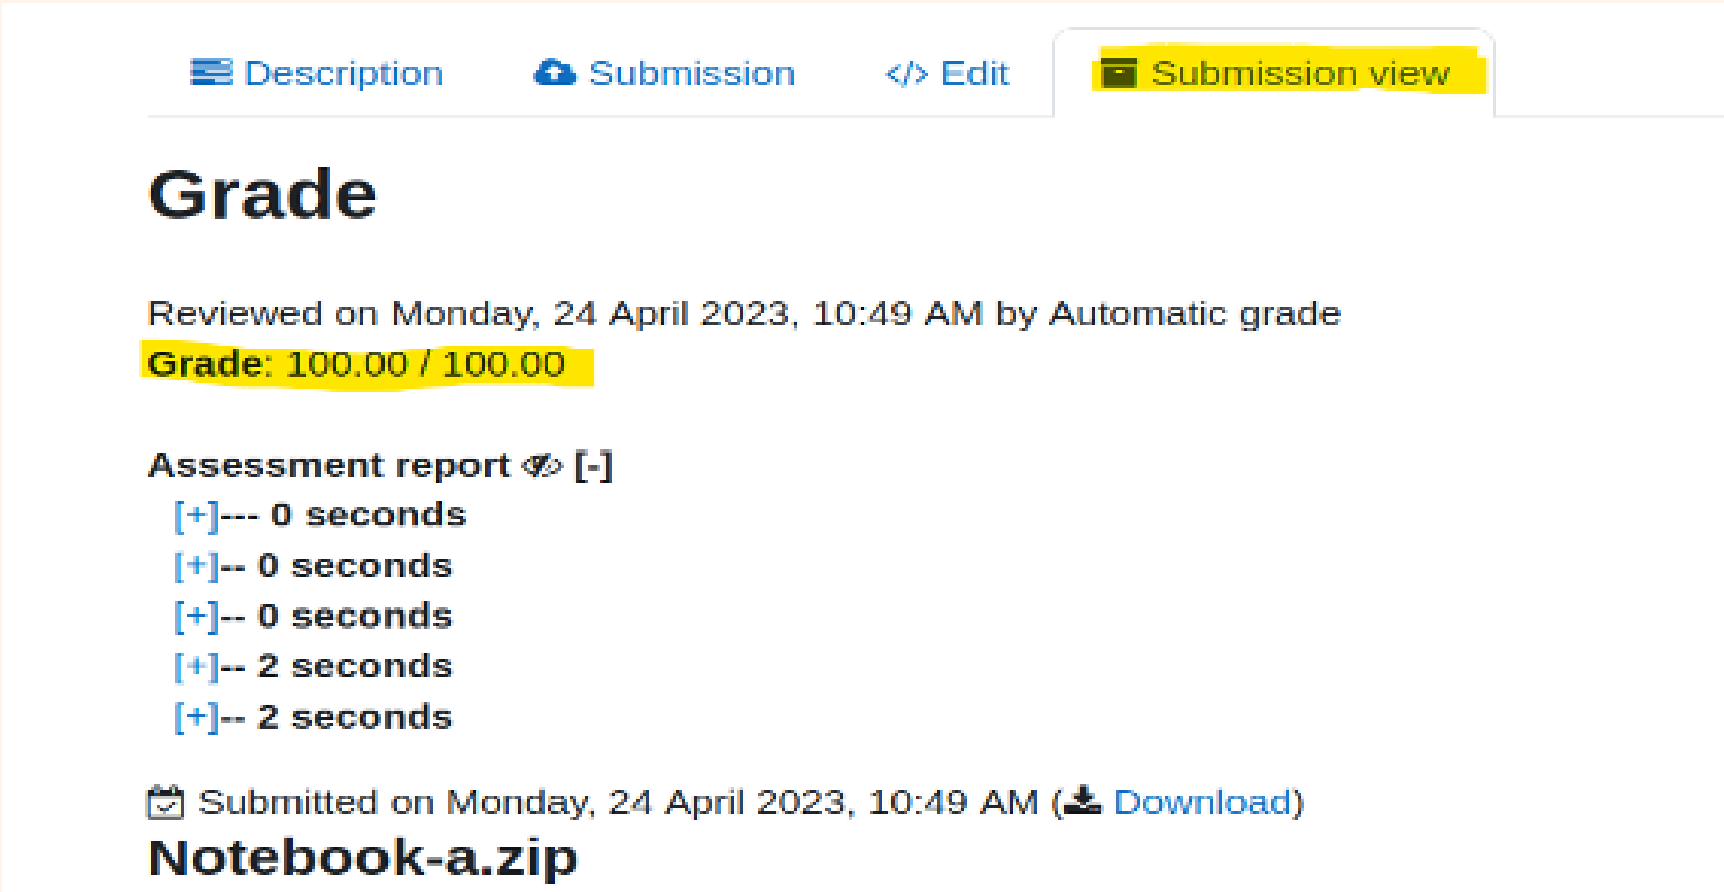 Description Submission </> Edit Submission view
Grade
Reviewed on Monday, 24 April 2023, 10:49 AM by Automatic grade
Grade: 100.00 / 100.00
Assessment report [-]
[+]--- 0 seconds
[+]-- 0 seconds
[+]-- 0 seconds
[+]-- 2 seconds
[+]-- 2 seconds
Submitted on Monday, 24 April 2023, 10:49 AM (Download)
Notebook-a.zip